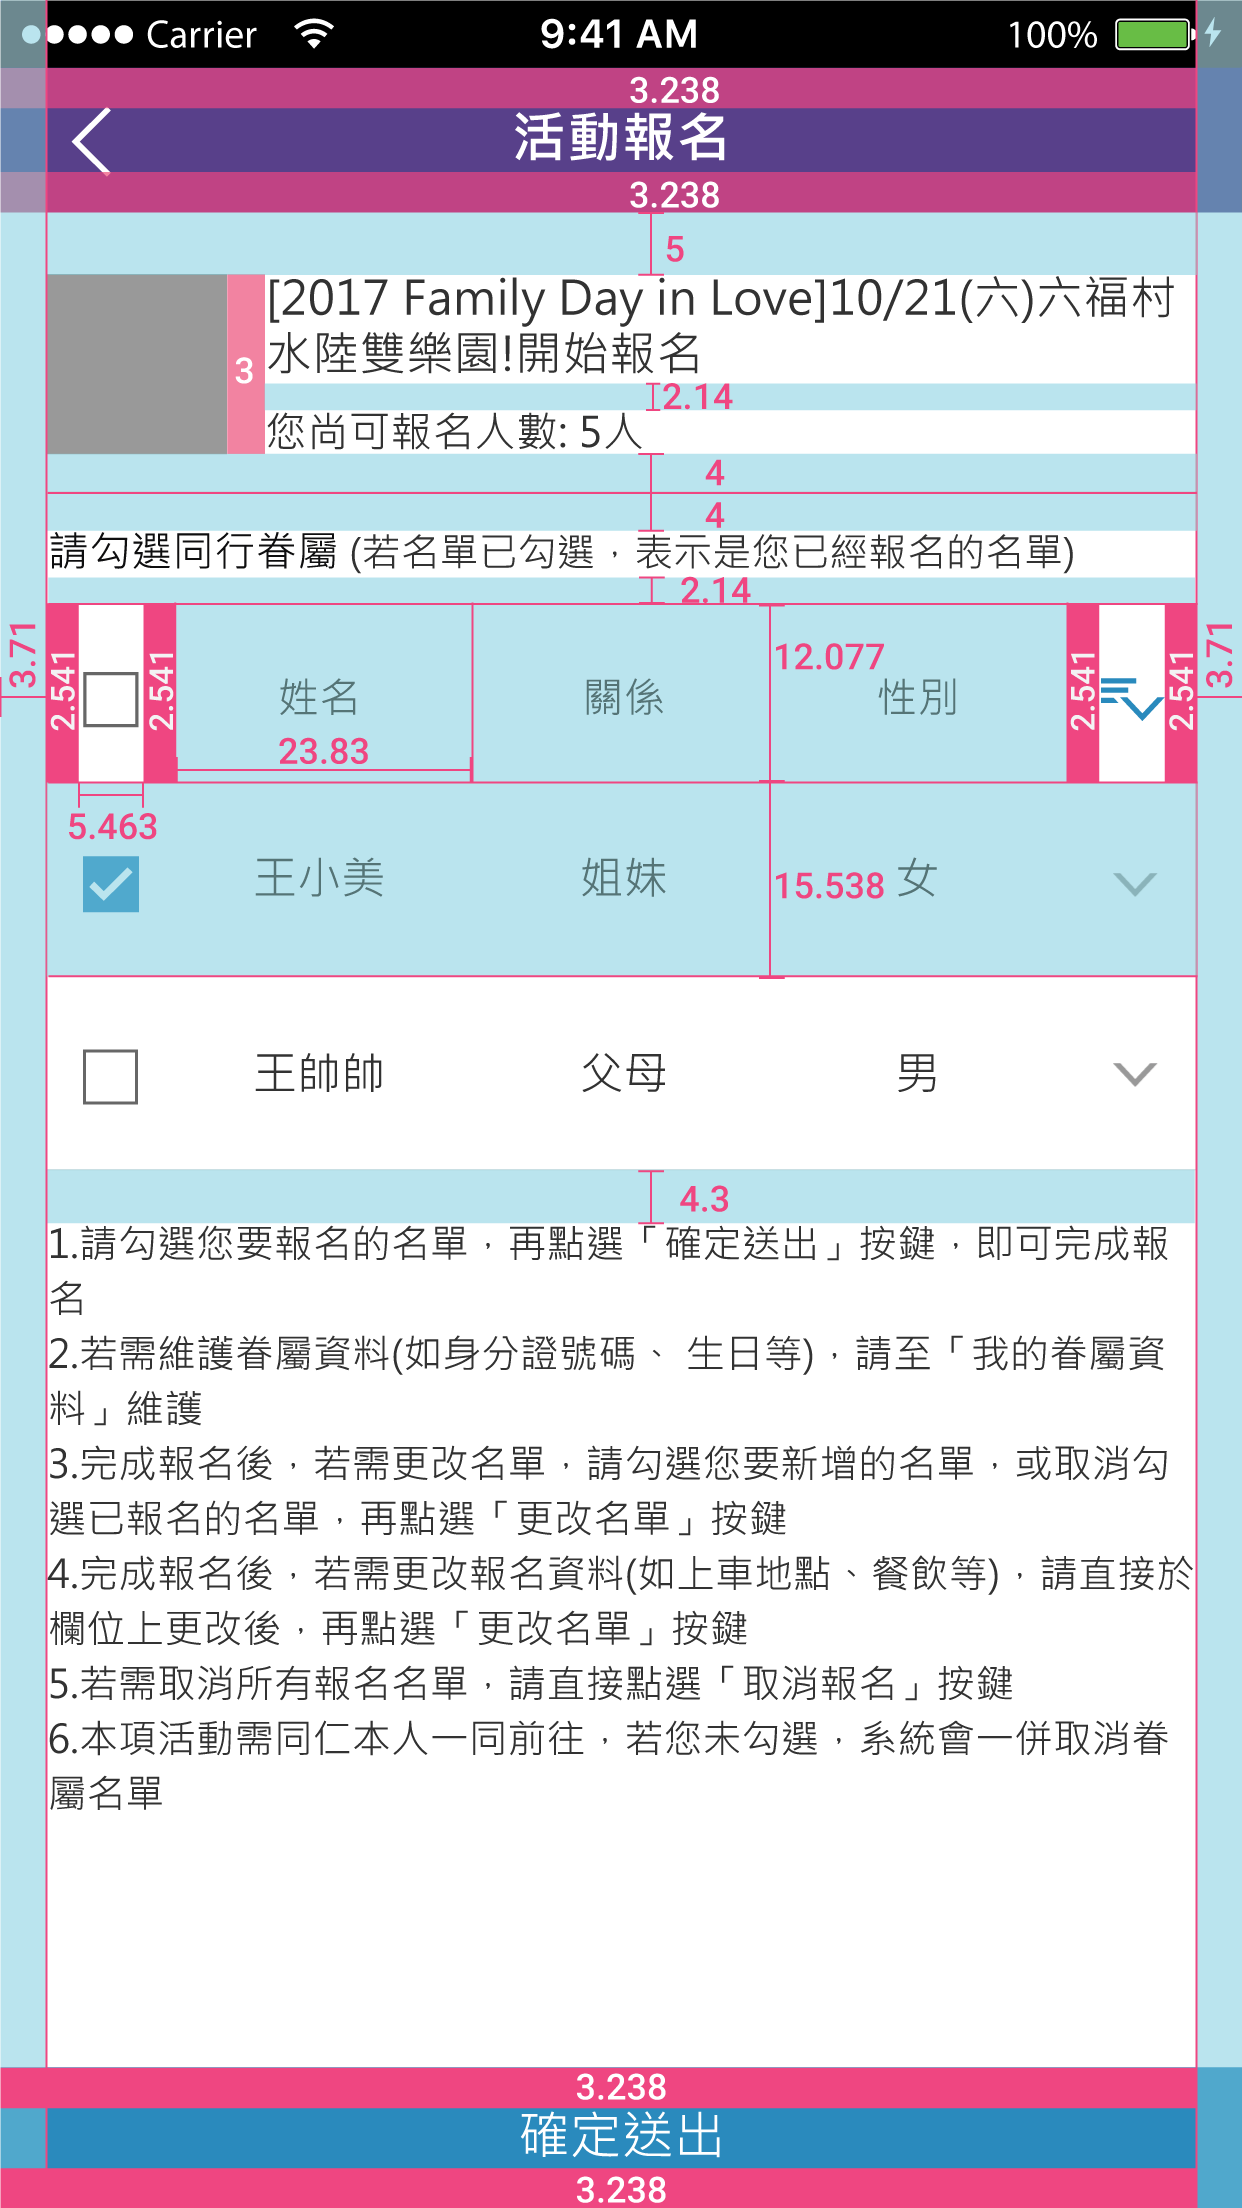 Carrier 9:41 AM 100%
3.238
活動報名
3.238
5
[2017 Family Day in Love]10/21(六)六福村
水陸雙樂園!開始報名
3
2.14
您尚可報名人數: 5人
4
4
請勾選同行眷屬 (若名單已勾選，表示是您已經報名的名單)
2.14
3.71
2.541
2.541
姓名
關係
12.077
性別
2.541
2.541
3.71
23.83
5.463
王小美 姐妹 15.538 女
王帥帥 父母 男
4.3
1.請勾選您要報名的名單，再點選「確定送出」按鍵，即可完成報
名
2.若需維護眷屬資料(如身分證號碼、 生日等)，請至「我的眷屬資
料」維護
3.完成報名後，若需更改名單，請勾選您要新增的名單，或取消勾
選已報名的名單，再點選「更改名單」按鍵
4.完成報名後，若需更改報名資料(如上車地點、餐飲等)，請直接於
欄位上更改後，再點選「更改名單」按鍵
5.若需取消所有報名名單，請直接點選「取消報名」按鍵
6.本項活動需同仁本人一同前往，若您未勾選，系統會一併取消眷
屬名單
3.238
確定送出
3.238